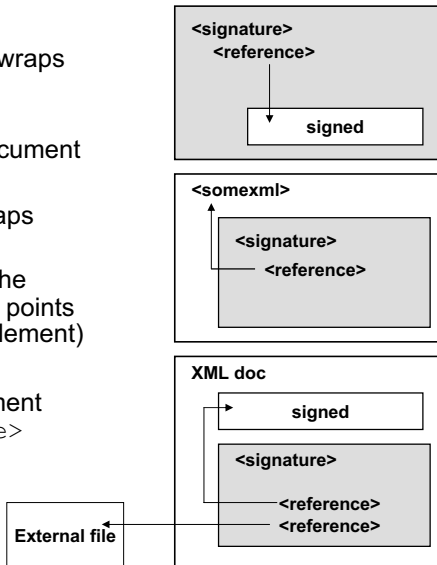 wraps
cument
aps
he
points
lement)
nent
e>
<signature>
<reference>
signed
<somexml>
<signature>
<reference>
XML doc
signed
<signature>
<reference>
<reference>
External file